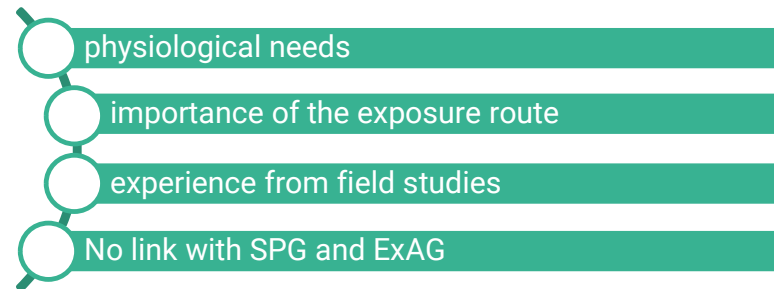 physiological needs
importance of the exposure route
experience from field studies
No link with SPG and ExAG